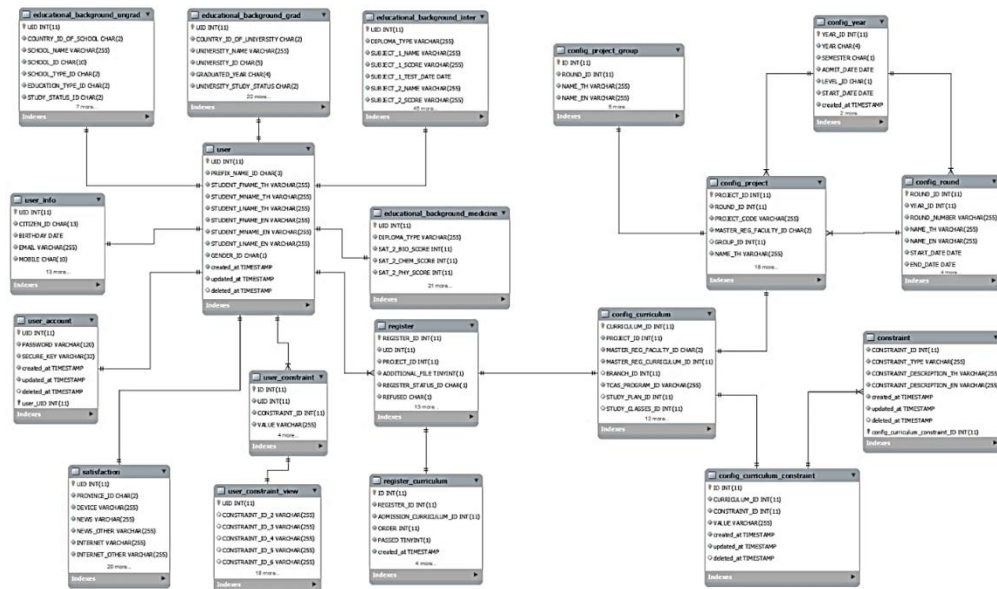 educational_background_ungrad
UID INT(11)
COUNTRY_ID_OF_SCHOOL CHAR(2)
SCHOOL_NAME VARCHAR(255)
SCHOOL_ID CHAR(10)
SCHOOL_TYPE_ID CHAR(2)
EDUCATION_TYPE_ID CHAR(2)
STUDY_STATUS_ID CHAR(2)
7 more...
Indexes
educational_background_grad
UID INT(11)
COUNTRY_ID_OF_UNIVERSITY CHAR(2)
UNIVERSITY_NAME VARCHAR(255)
UNIVERSITY_ID CHAR(5)
GRADUATED_YEAR CHAR(4)
UNIVERSITY_STUDY_STATUS CHAR(2)
20 more...
Indexes
educational_background_inter
UID INT(11)
DIPLOMA_TYPE VARCHAR(255)
SUBJECT_1_NAME VARCHAR(255)
SUBJECT_1_SCORE VARCHAR(255)
SUBJECT_1_TEST_DATE DATE
SUBJECT_2_NAME VARCHAR(255)
SUBJECT_2_SCORE VARCHAR(255)
Indexes
config_project_group
ID INT(11)
ROUND_ID INT(11)
NAME_TH VARCHAR(255)
NAME_EN VARCHAR(255)
5 more...
Indexes
config_year
YEAR_ID INT(11)
YEAR CHAR(4)
SEMESTER CHAR(1)
ADMIT_DATE DATE
LEVEL_ID CHAR(1)
START_DATE DATE
created_at TIMESTAMP
2 more...
Indexes
user
UID INT(11)
PREFIX_NAME_ID CHAR(3)
STUDENT_FNAME_TH VARCHAR(255)
STUDENT_MNAME_TH VARCHAR(255)
STUDENT_LNAME_TH VARCHAR(255)
STUDENT_FNAME_EN VARCHAR(255)
STUDENT_MNAME_EN VARCHAR(255)
STUDENT_LNAME_EN VARCHAR(255)
GENDER_ID CHAR(1)
created_at TIMESTAMP
updated_at TIMESTAMP
deleted_at TIMESTAMP
Indexes
user_info
UID INT(11)
CITIZEN_ID CHAR(13)
BIRTHDAY DATE
EMAIL VARCHAR(255)
MOBILE CHAR(10)
13 more...
Indexes
educational_background_medicine
UID INT(11)
DIPLOMA_TYPE VARCHAR(255)
SAT_2_BIO_SCORE INT(11)
SAT_2_CHEM_SCORE INT(11)
SAT_2_PHY_SCORE INT(11)
21 more...
Indexes
config_project
PROJECT_ID INT(11)
ROUND_ID INT(11)
PROJECT_CODE VARCHAR(255)
MASTER_REG_FACULTY_ID CHAR(2)
GROUP_ID INT(11)
NAME_TH VARCHAR(255)
18 more...
Indexes
config_round
ROUND_ID INT(11)
YEAR_ID INT(11)
ROUND_NUMBER VARCHAR(255)
NAME_TH VARCHAR(255)
NAME_EN VARCHAR(255)
START_DATE DATE
END_DATE DATE
4 more...
Indexes
user_account
UID INT(11)
PASSWORD VARCHAR(120)
SECURE_KEY VARCHAR(32)
created_at TIMESTAMP
updated_at TIMESTAMP
deleted_at TIMESTAMP
user_UID INT(11)
Indexes
user_constraint
ID INT(11)
UID INT(11)
CONSTRAINT_ID INT(11)
VALUE VARCHAR(255)
4 more...
Indexes
register
REGISTER_ID INT(11)
UID INT(11)
PROJECT_ID INT(11)
ADDITIONAL_FILE TINYINT(1)
REGISTER_STATUS_ID CHAR(1)
REFUSED CHAR(1)
13 more...
Indexes
config_curriculum
CURRICULUM_ID INT(11)
PROJECT_ID INT(11)
MASTER_REG_FACULTY_ID CHAR(2)
MASTER_REG_CURRICULUM_ID INT(11)
BRANCH_ID INT(11)
TCAS_PROGRAM_ID VARCHAR(255)
STUDY_PLAN_ID INT(11)
STUDY_CLASSES_ID INT(11)
12 more...
Indexes
constraint
CONSTRAINT_ID INT(11)
CONSTRAINT_TYPE VARCHAR(255)
CONSTRAINT_DESCRIPTION_TH VARCHAR(255)
CONSTRAINT_DESCRIPTION_EN VARCHAR(255)
created_at TIMESTAMP
updated_at TIMESTAMP
deleted_at TIMESTAMP
config_curriculum_constraint_ID INT(11)
Indexes
satisfaction
UID INT(11)
PROVINCE_ID CHAR(2)
DEVICE VARCHAR(255)
NEWS VARCHAR(255)
NEWS_OTHER VARCHAR(255)
INTERNET VARCHAR(255)
INTERNET_OTHER VARCHAR(255)
20 more...
Indexes
user_constraint_view
UID INT(11)
CONSTRAINT_ID_2 VARCHAR(255)
CONSTRAINT_ID_3 VARCHAR(255)
CONSTRAINT_ID_4 VARCHAR(255)
CONSTRAINT_ID_5 VARCHAR(255)
CONSTRAINT_ID_6 VARCHAR(255)
18 more...
Indexes
register_curriculum
ID INT(11)
REGISTER_ID INT(11)
ADMISSION_CURRICULUM_ID INT(11)
ORDER INT(11)
PASSED TINYINT(1)
created_at TIMESTAMP
4 more...
Indexes
config_curriculum_constraint
ID INT(11)
CURRICULUM_ID INT(11)
CONSTRAINT_ID INT(11)
VALUE VARCHAR(255)
created_at TIMESTAMP
updated_at TIMESTAMP
deleted_at TIMESTAMP
Indexes